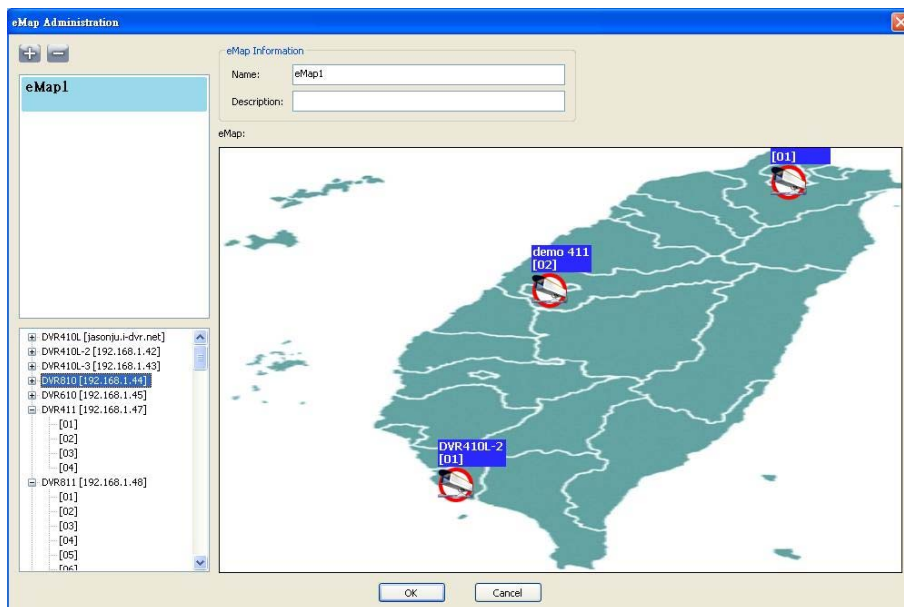 eMap Administration
eMap1
eMap Information
Name:
eMap1
Description:
eMap:
[01]
demo 411
[02]
DVR410L-2
[01]
DVR410L [jasonju.i-dvr.net]
DVR410L-2 [192.168.1.42]
DVR410L-3 [192.168.1.43]
DVR810 [192.168.1.44]
DVR610 [192.168.1.45]
DVR411 [192.168.1.47]
[01]
[02]
[03]
[04]
DVR811 [192.168.1.48]
[01]
[02]
[03]
[04]
[05]
[06]
OK
Cancel